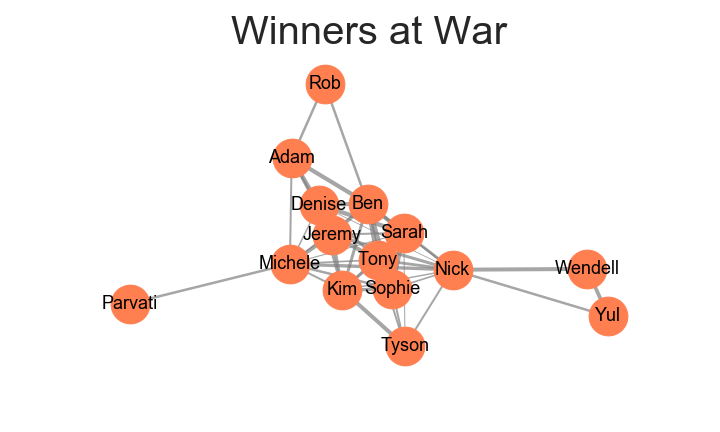 Winners at War
Rob
Adam
Denise
Ben
Jeremy
Sarah
Michele
Tony
Nick
Wendell
Parvati
Kim
Sophie
Yul
Tyson